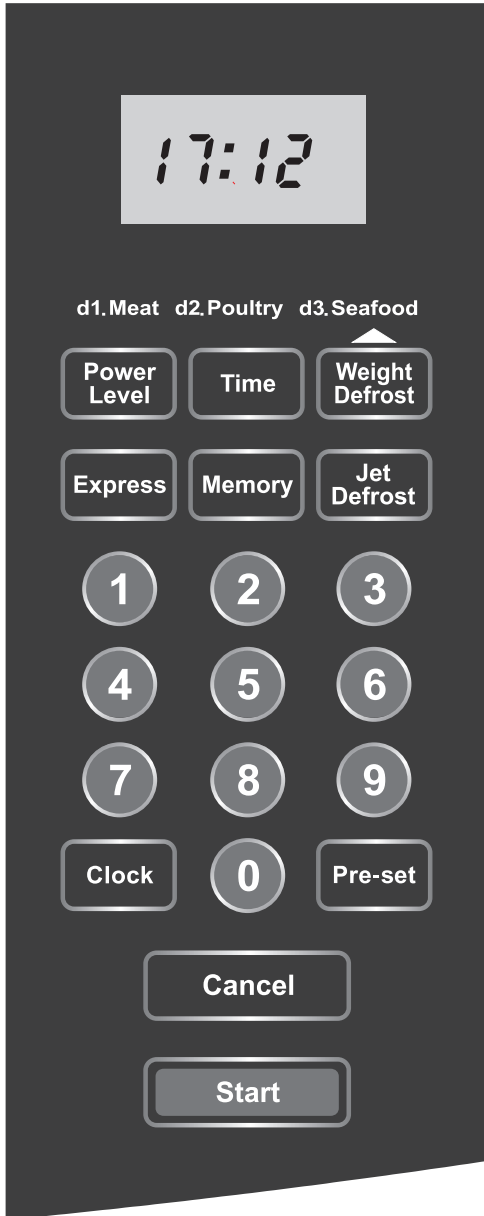 17:12
d1.Meat d2.Poultry d3.Seafood
Power Level
Time
Weight Defrost
Express
Memory
Jet Defrost
1 2 3
4 5 6
7 8 9
Clock 0 Pre-set
Cancel
Start